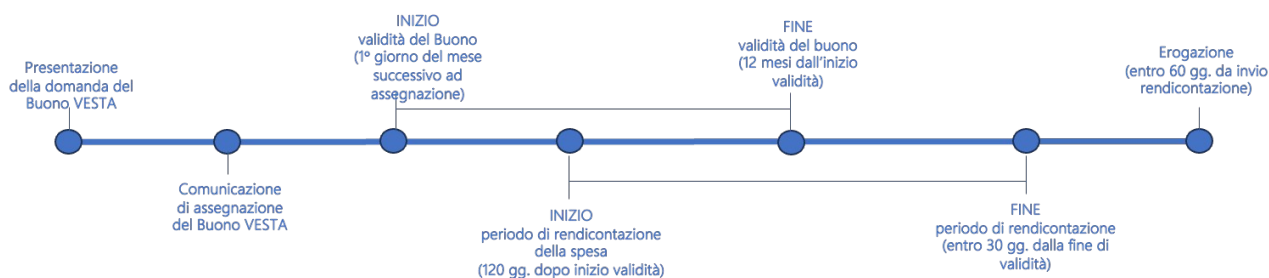 Presentazione
della domanda del
Buono VESTA
Comunicazione
di assegnazione
del Buono VESTA
INIZIO
validità del Buono
(1° giorno del mese
successivo ad
assegnazione)
INIZIO
periodo di rendicontazione
della spesa
(120 gg. dopo inizio validità)
FINE
validità del buono
(12 mesi dall'inizio
validità)
FINE
periodo di rendicontazione
(entro 30 gg. dalla fine di
validità)
Erogazione
(entro 60 gg. da invio
rendicontazione)